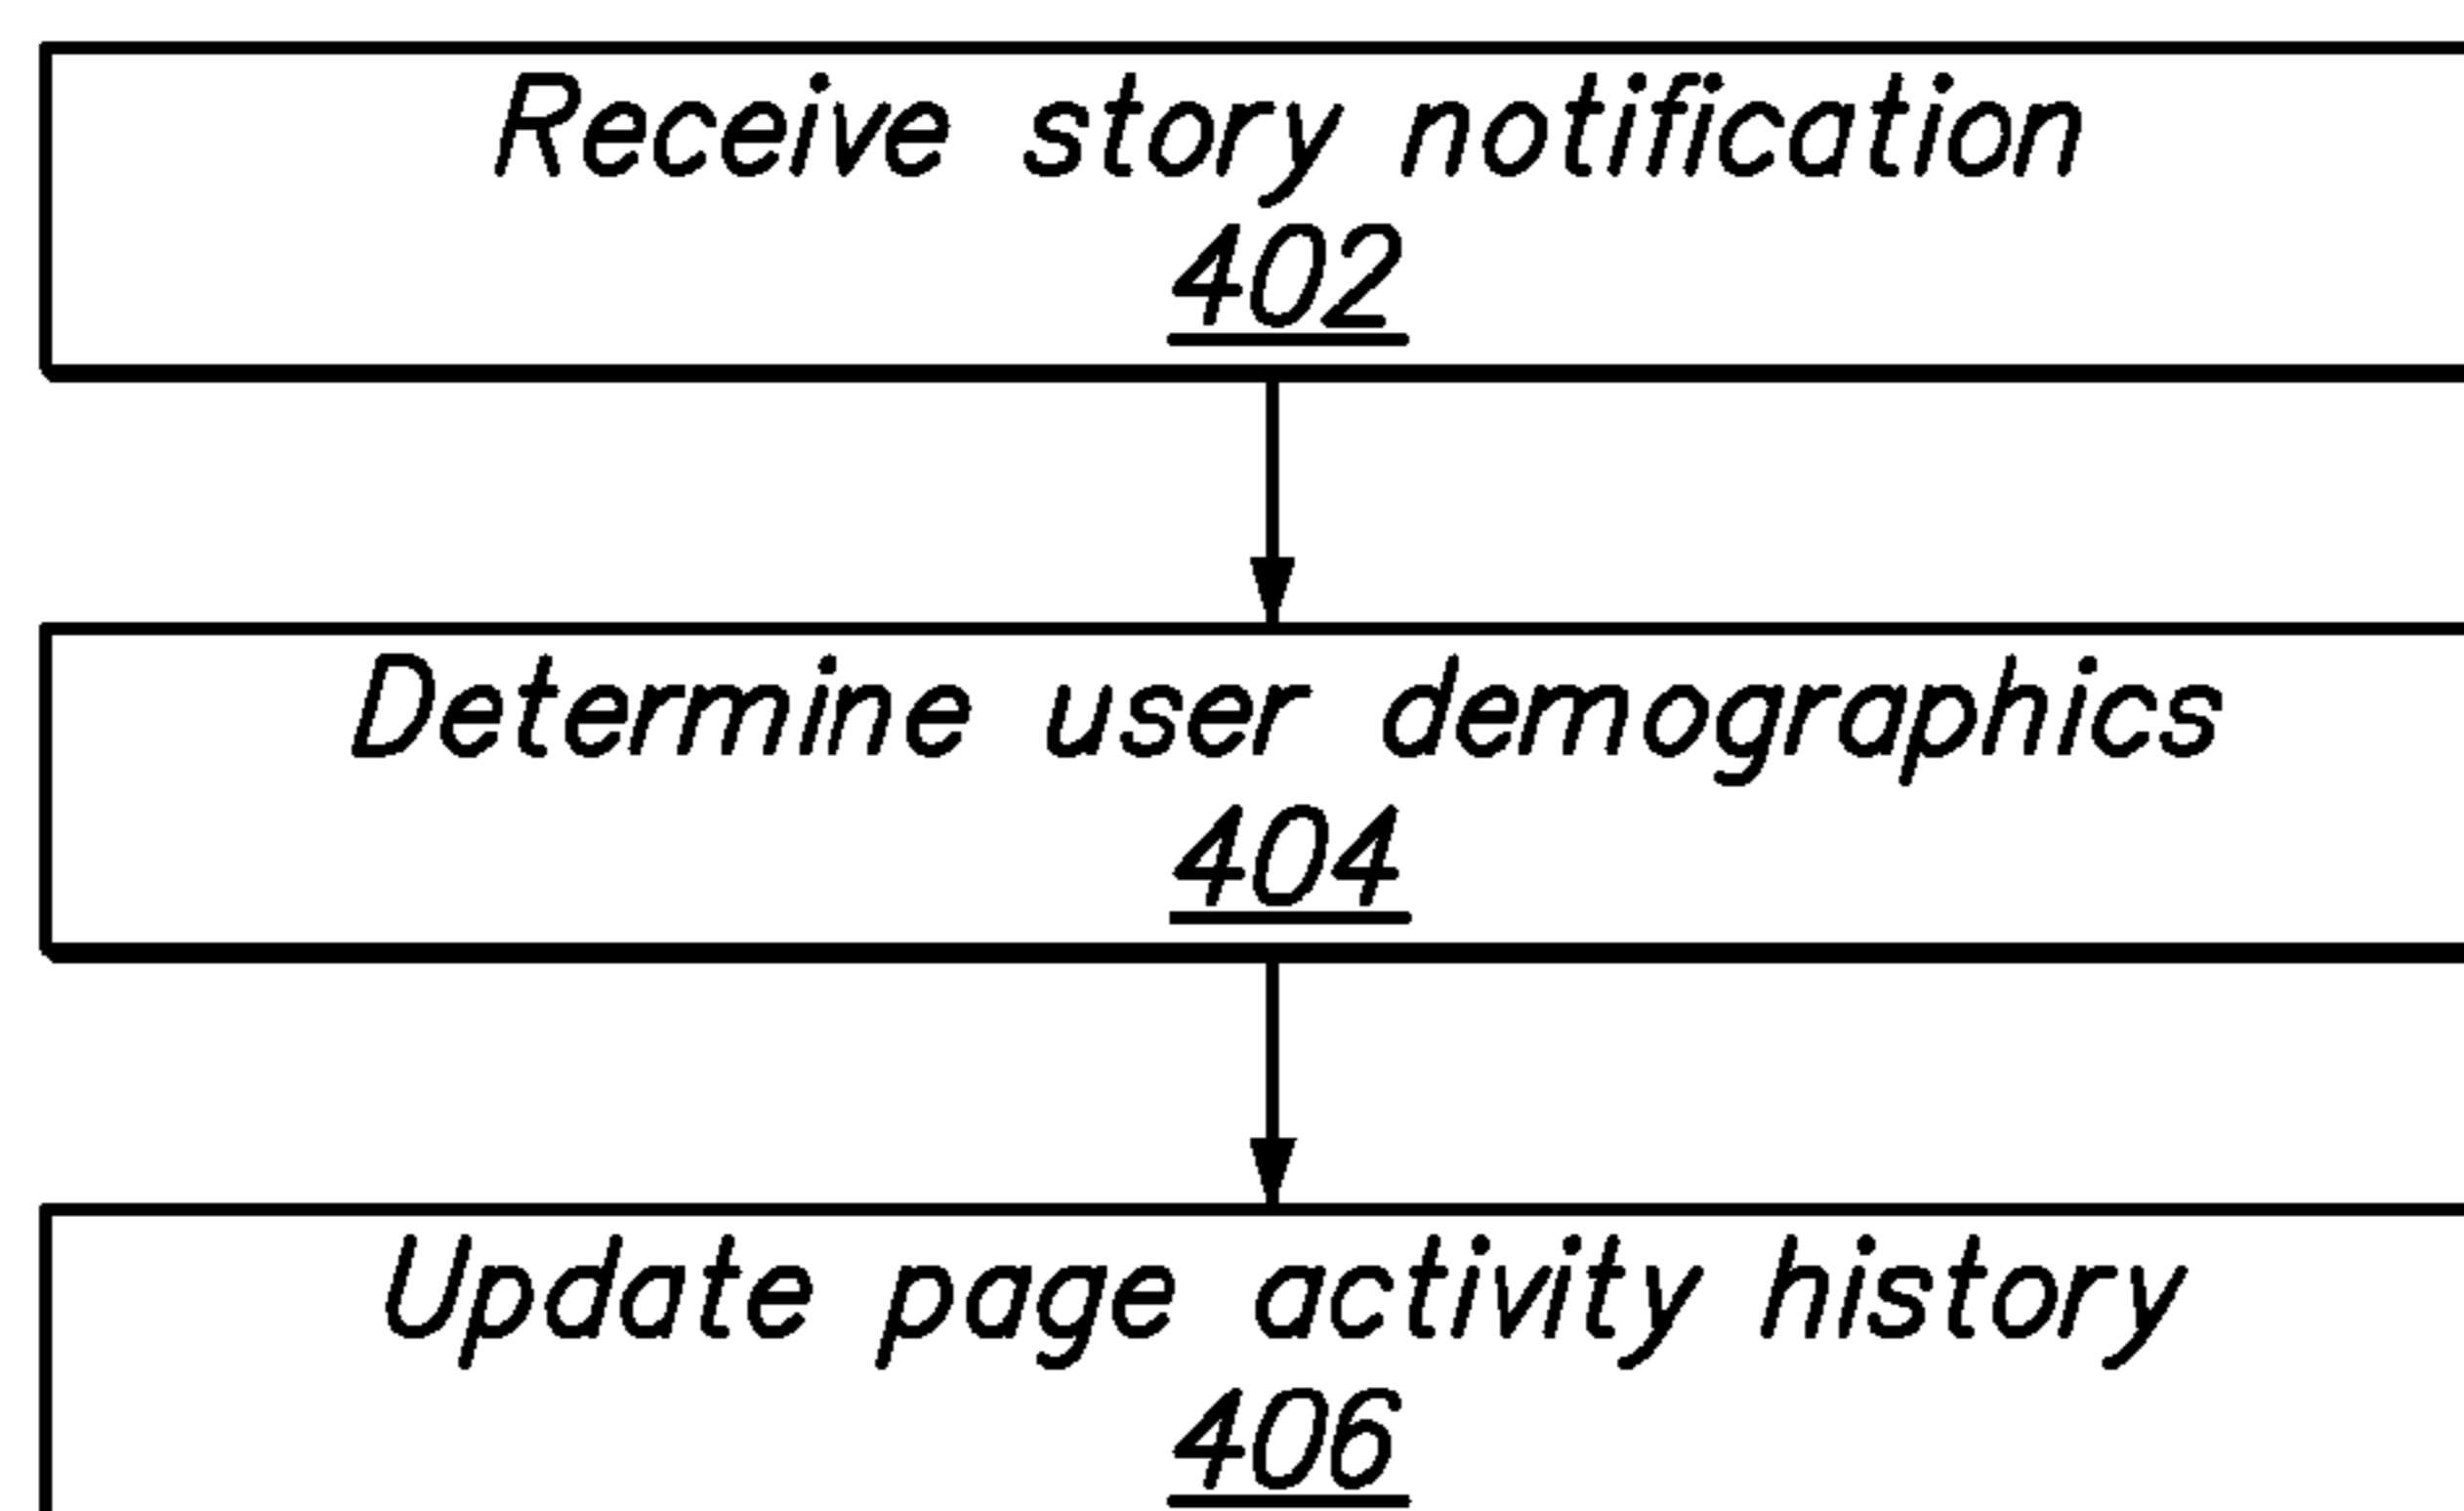 Receive story notification
402
Determine user demographics
404
Update page activity history
406